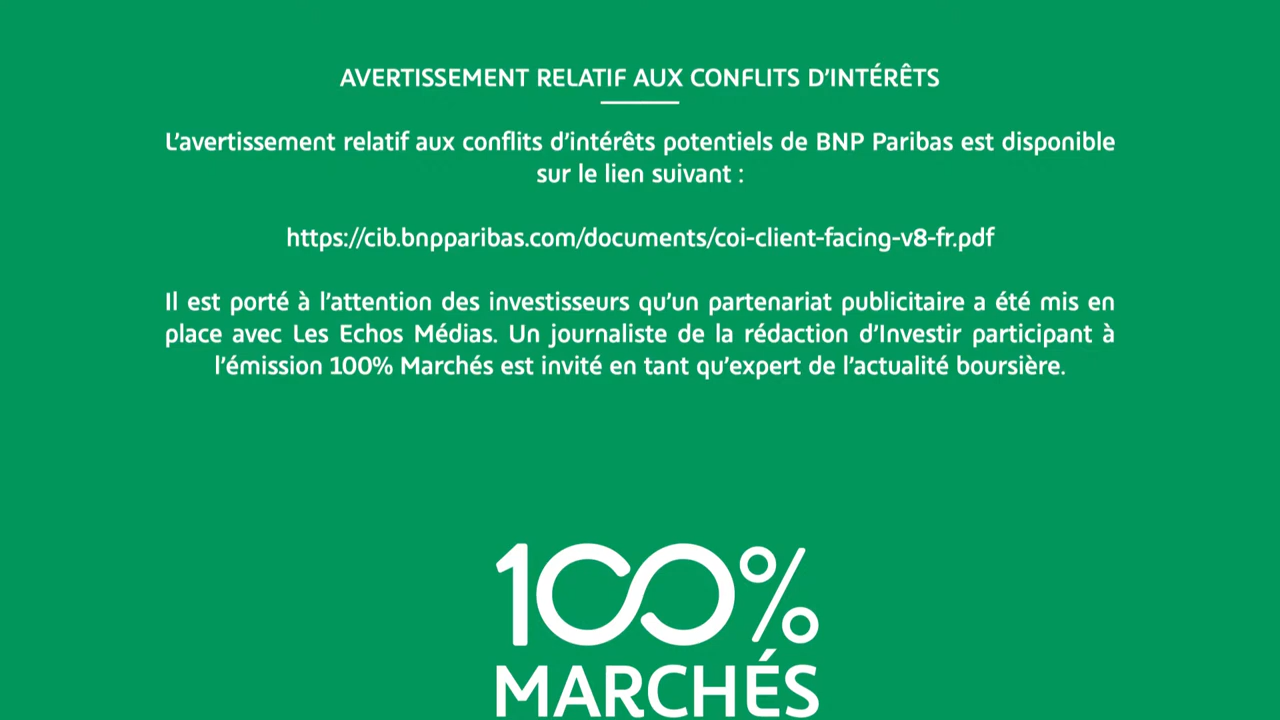 AVERTISSEMENT RELATIF AUX CONFLITS D'INTÉRÊTS
L'avertissement relatif aux conflits d'intérêts potentiels de BNP Paribas est disponible
sur le lien suivant :
https://cib.bnpparibas.com/documents/coi-client-facing-v8-fr.pdf
Il est porté à l'attention des investisseurs qu'un partenariat publicitaire a été mis en
place avec Les Echos Médias. Un journaliste de la rédaction d'Investir participant à
l'émission 100% Marchés est invité en tant qu'expert de l'actualité boursière.
100%
MARCHÉS